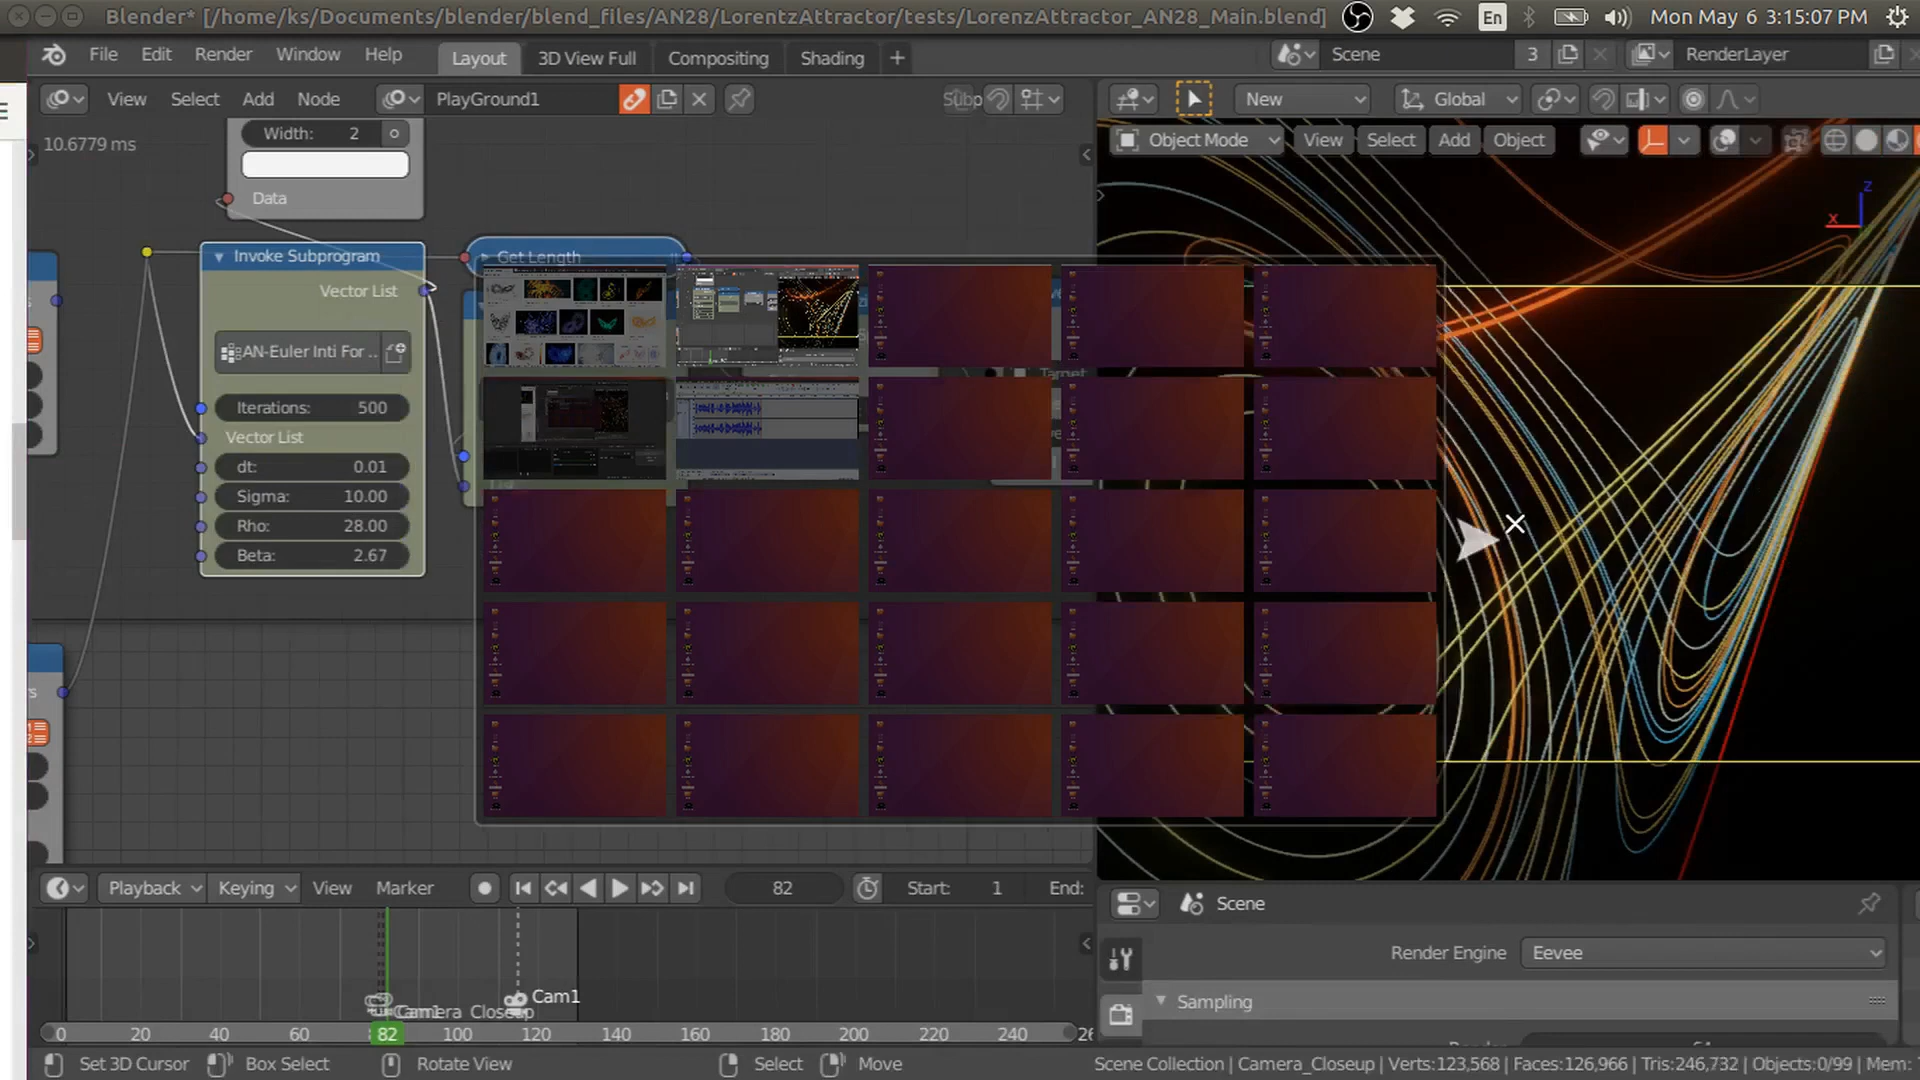 Blender* [/home/ks/Documents/blender/blend_files/AN28/LorentzAttractor/tests/LorenzAttractor_AN28_Main.blend]
En
Mon May 6 3:15:07 PM
File Edit Render Window Help
Layout 3D View Full Compositing Shading +
Scene 3 RenderLayer
View Select Add Node PlayGround1
New Global
Object Mode View Select Add Object
10.6779 ms
Width: 2
Data
Invoke Subprogram
Get Length
Vector List
AN-Euler Inti For ..
Iterations: 500
Vector List
dt: 0.01
Sigma: 10.00
Rho: 28.00
Beta: 2.67
Target
z
x
Playback Keying View Marker 82 Start: 1 End:
Scene
Render Engine Eevee
Sampling
Cam1
Camera_Closeup
0 20 40 60 82 100 120 140 160 180 200 220 240 26
Set 3D Cursor Box Select Rotate View Select Move
Scene Collection | Camera_Closeup | Verts:123,568 | Faces:126,966 | Tris:246,732 | Objects:0/99 | Mem: